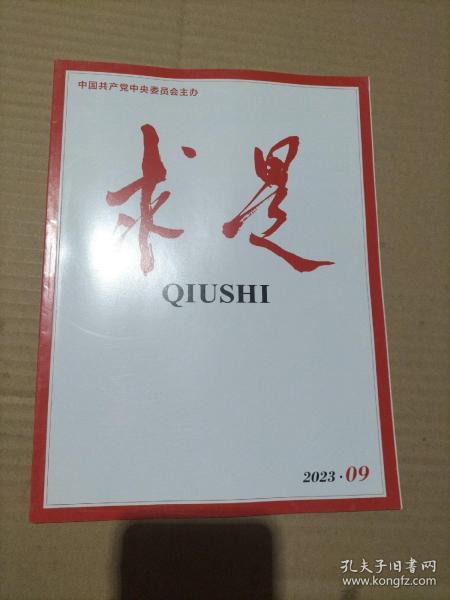 中国共产党中央委员会主办
求是
QIUSHI
2023·09
孔夫子旧书网
www.kongfz.com